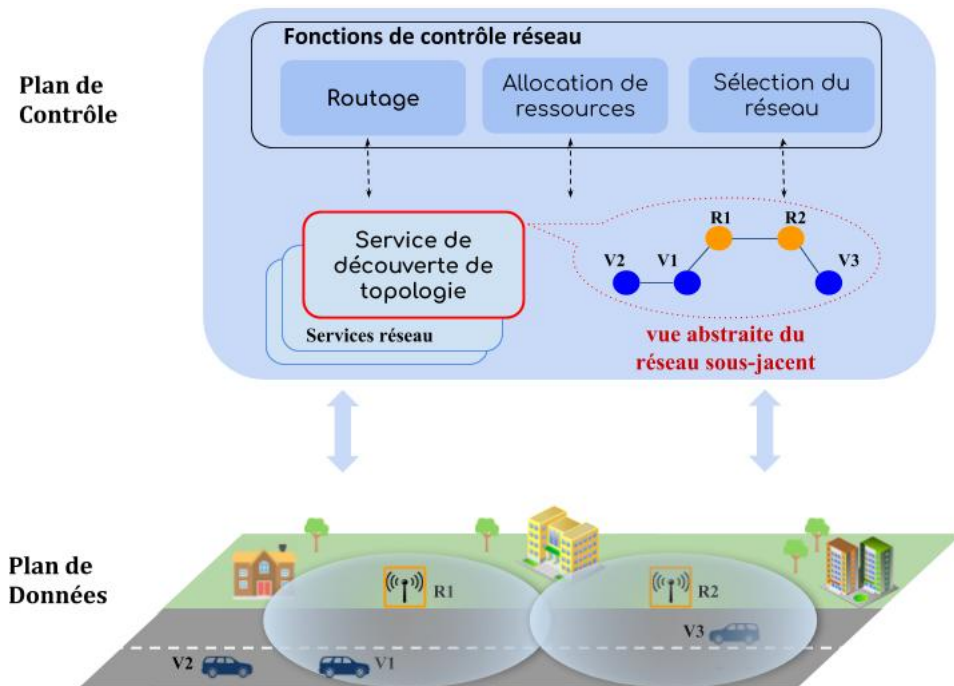 Fonctions de contrôle réseau
Plan de
Contrôle
Routage
Allocation de
ressources
Sélection du
réseau
Service de
découverte de
topologie
Services réseau
R1
R2
V2
V1
V3
vue abstraite du
réseau sous-jacent
Plan de
Données
R1
R2
V3
V2
V1